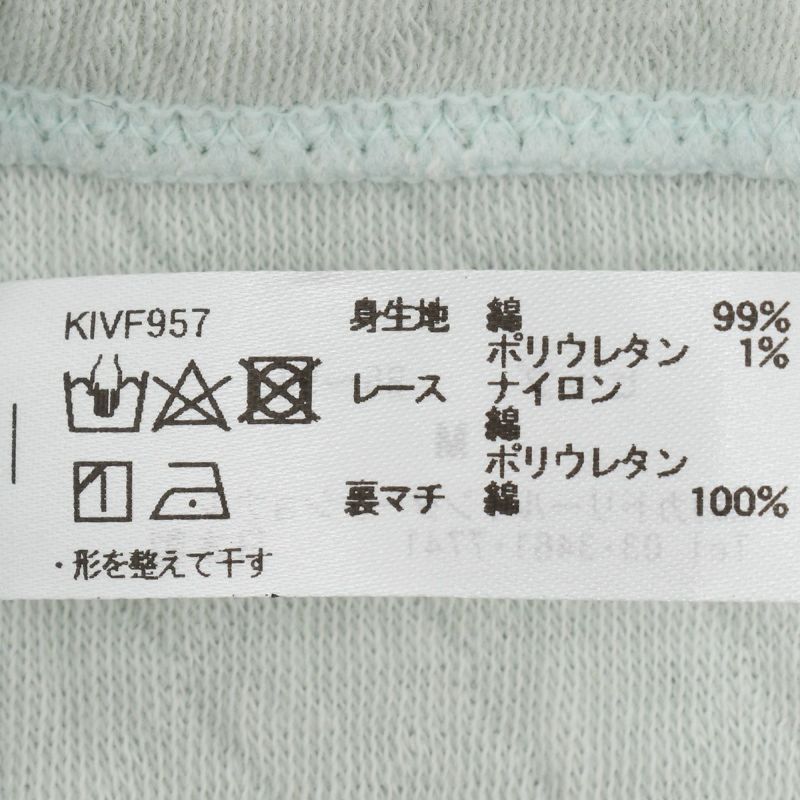 KIVF957
身生地 綿 99%
ポリウレタン 1%
レース ナイロン
綿
ポリウレタン
裏マチ 綿 100%
・形を整えて干す